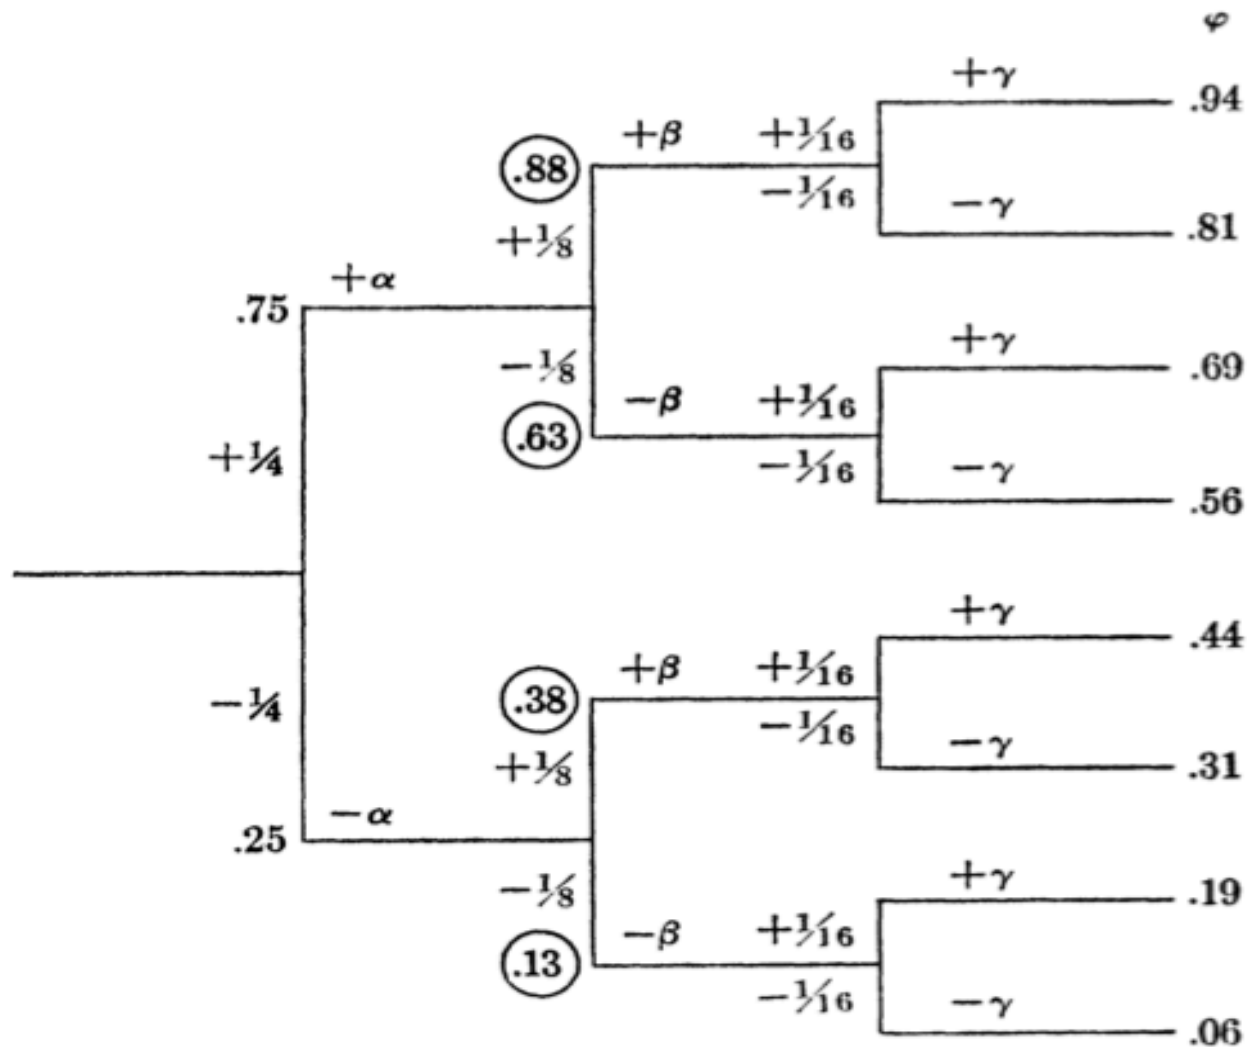 φ
+γ
.94
+β +1/16
.88
-1/16
-γ
.81
+1/8
+α
.75
+γ
.69
-1/8
-β +1/16
.63
-1/16
+1/4
-γ
.56
+γ
.44
+β +1/16
.38
-1/4
-1/16
-γ
.31
+1/8
-α
.25
+γ
.19
-1/8
-β +1/16
.13
-1/16
-γ
.06